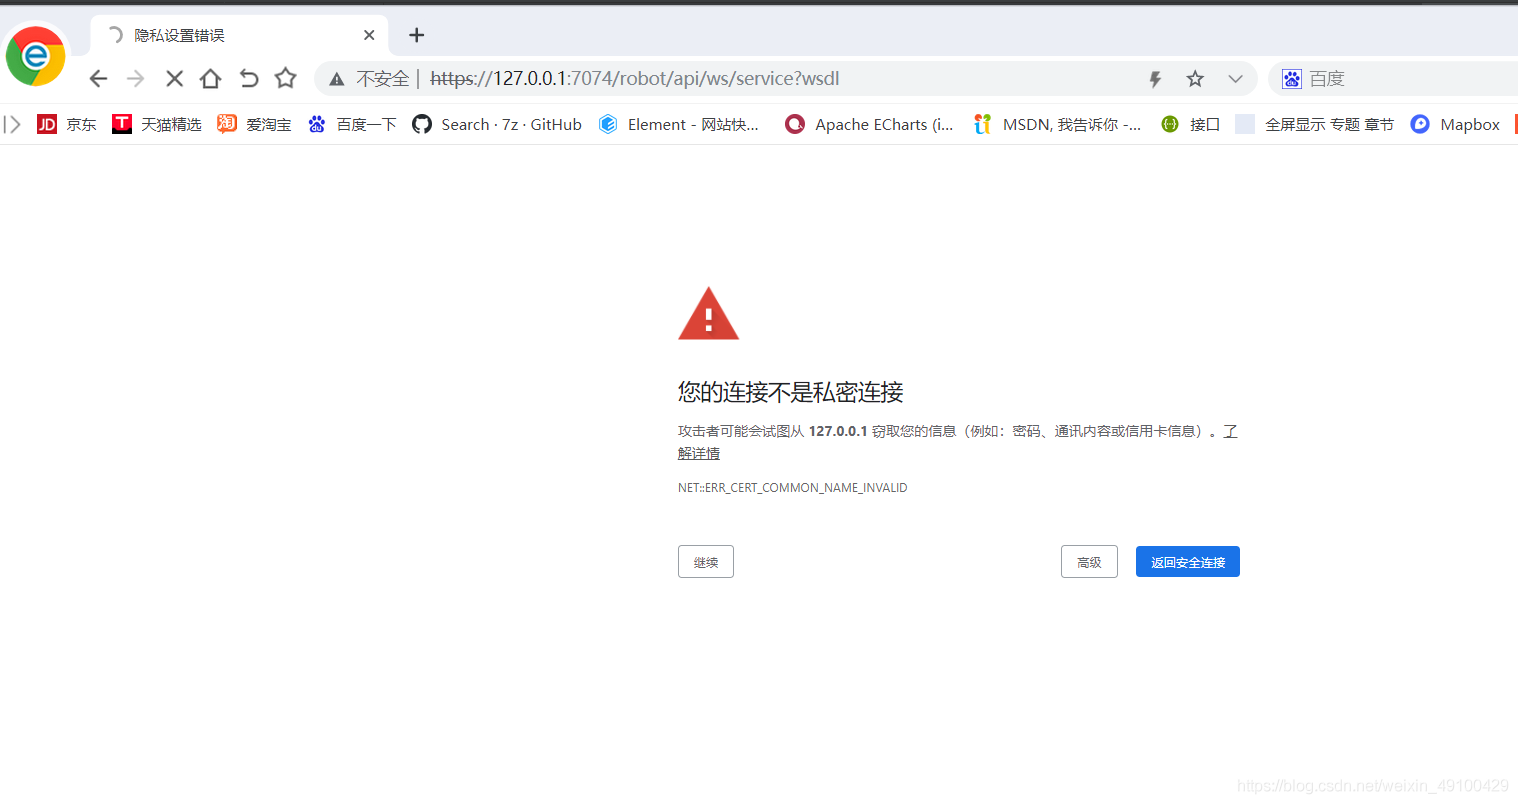 隐私设置错误
不安全 | https://127.0.0.1:7074/robot/api/ws/service?wsdl
百度
JD 京东 T 天猫精选 淘 爱淘宝 百度一下 Search · 7z · GitHub Element - 网站快... Apache ECharts (i... MSDN, 我告诉你 -... 接口 全屏显示 专题 章节 Mapbox
您的连接不是私密连接
攻击者可能会试图从 127.0.0.1 窃取您的信息（例如：密码、通讯内容或信用卡信息）。了
解详情
NET::ERR_CERT_COMMON_NAME_INVALID
继续
高级
返回安全连接
https://blog.csdn.net/weixin_49100429